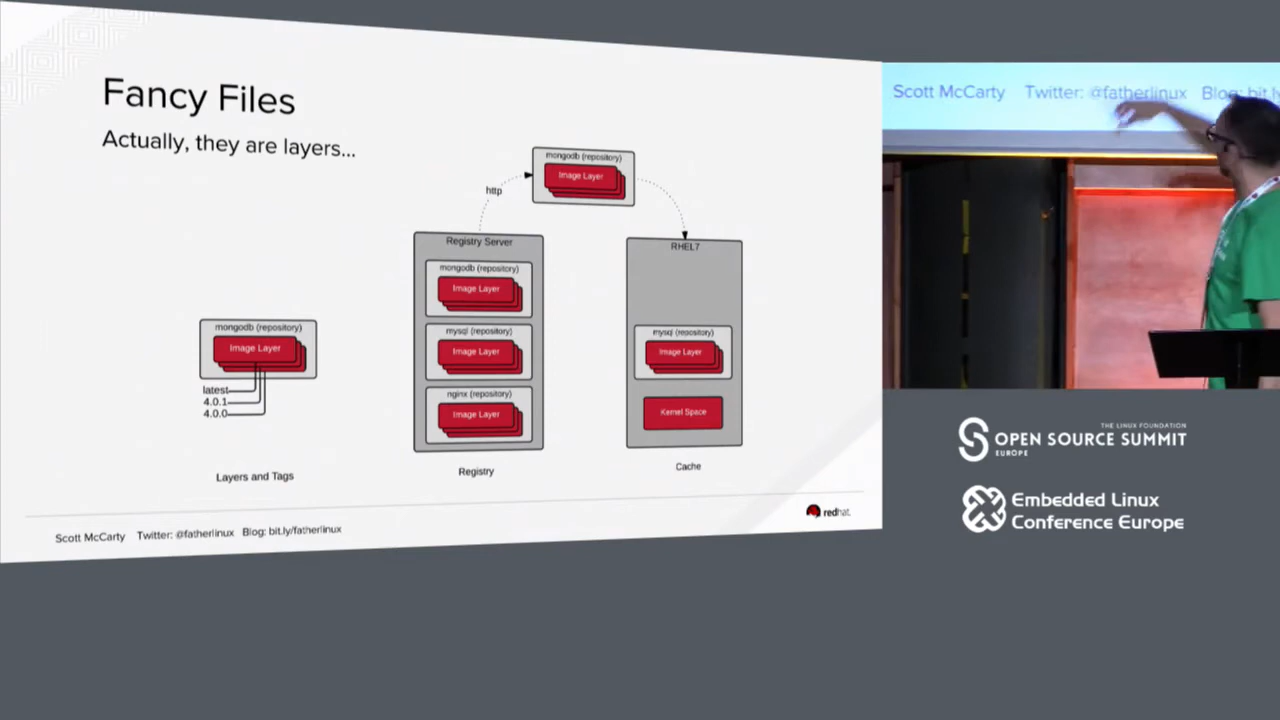 Fancy Files
Actually, they are layers...
mongodb (repository)
Image Layer
latest
4.0.1
4.0.0
Layers and Tags
http
mongodb (repository)
Image Layer
Registry Server
mongodb (repository)
Image Layer
mysql (repository)
Image Layer
nginx (repository)
Image Layer
Registry
RHEL7
mysql (repository)
Image Layer
Kernel Space
Cache
Scott McCarty Twitter: @fatherlinux Blog: bit.ly/fatherlinux
redhat.
Scott McCarty Twitter: @fatherlinux Blog: bit.ly
THE LINUX FOUNDATION
OPEN SOURCE SUMMIT
EUROPE
Embedded Linux
Conference Europe